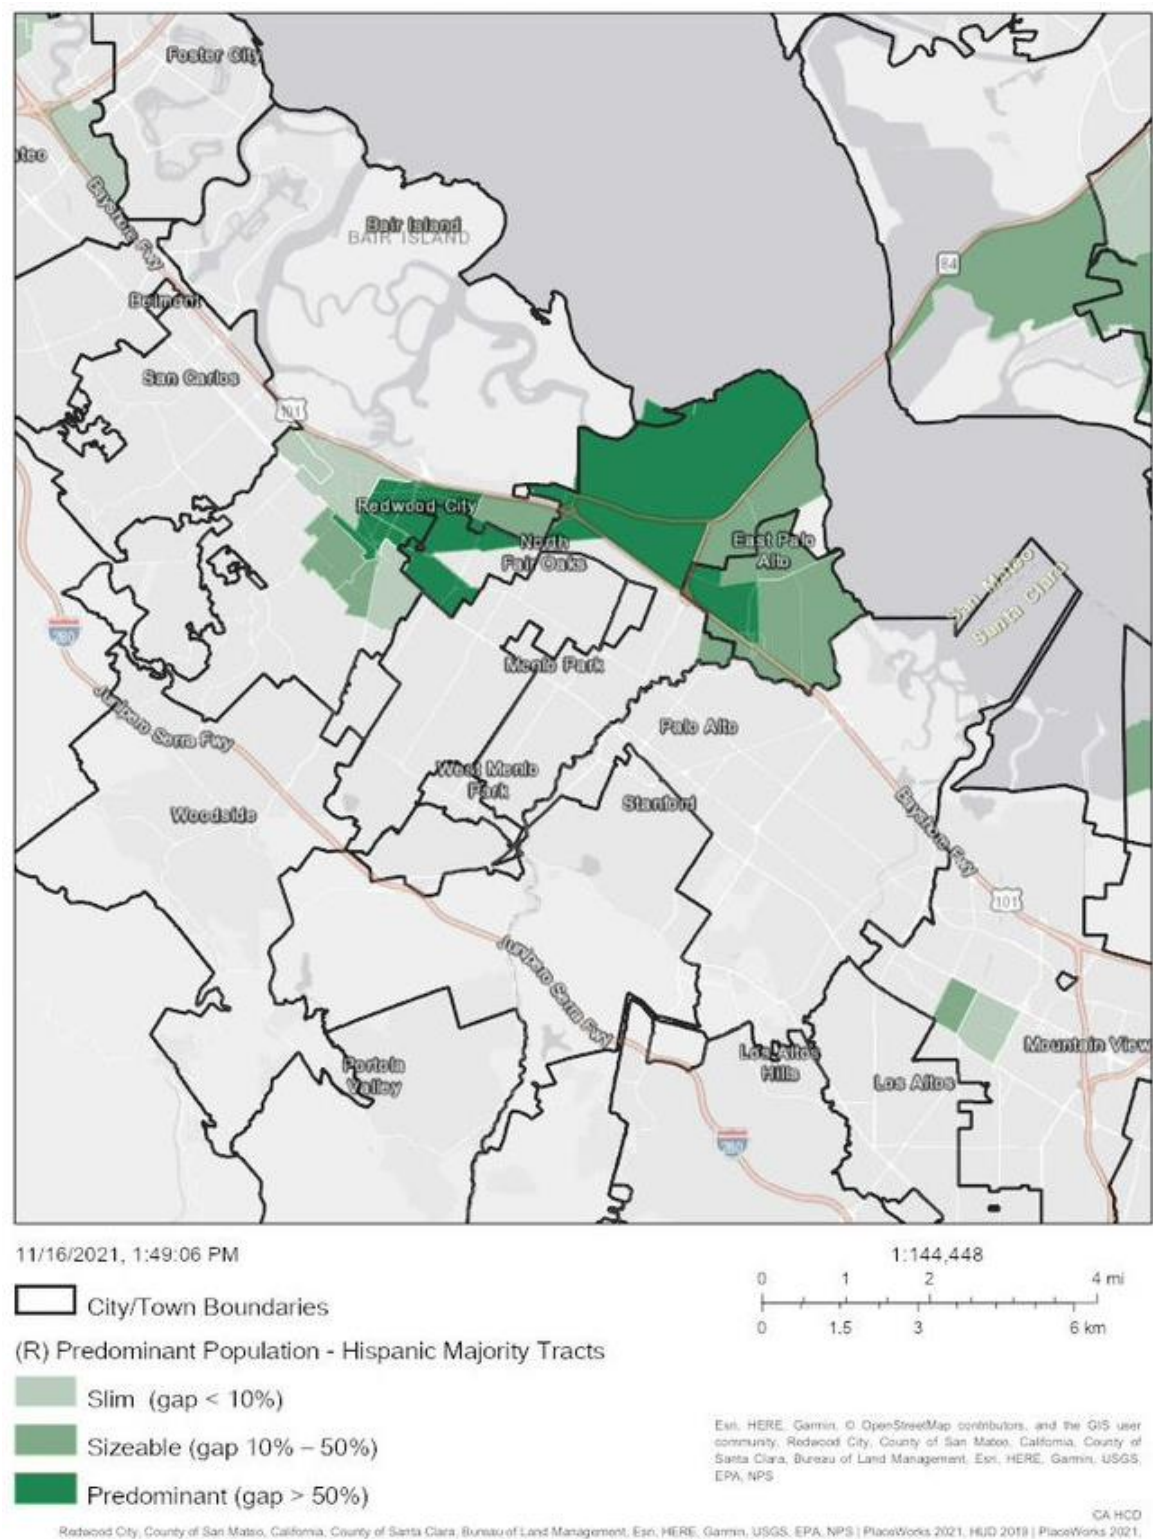 Foster City
ateo
Bayshore Fwy
Bair Island
BAIR ISLAND
84
Belmont
San Carlos
101
Redwood City
North
Fair Oaks
East Palo
Alto
San Mateo
Santa Clara
280
Menlo Park
Junipero Serra Fwy
Palo Alto
West Menlo
Park
Stanford
Woodside
Bayshore Fwy
101
Junipero Serra Fwy
Portola
Valley
Los Altos
Hills
Los Altos
Mountain View
280
11/16/2021, 1:49:06 PM
1:144,448
0 1 2 4 mi
0 1.5 3 6 km
City/Town Boundaries
(R) Predominant Population - Hispanic Majority Tracts
Slim (gap < 10%)
Sizeable (gap 10% – 50%)
Predominant (gap > 50%)
Esri, HERE, Garmin, © OpenStreetMap contributors, and the GIS user
community, Redwood City, County of San Mateo, California, County of
Santa Clara, Bureau of Land Management, Esri, HERE, Garmin, USGS,
EPA, NPS
CA HCD
Redwood City, County of San Mateo, California, County of Santa Clara, Bureau of Land Management, Esri, HERE, Garmin, USGS, EPA, NPS | PlaceWorks 2021, HUD 2019 | PlaceWorks 2021,